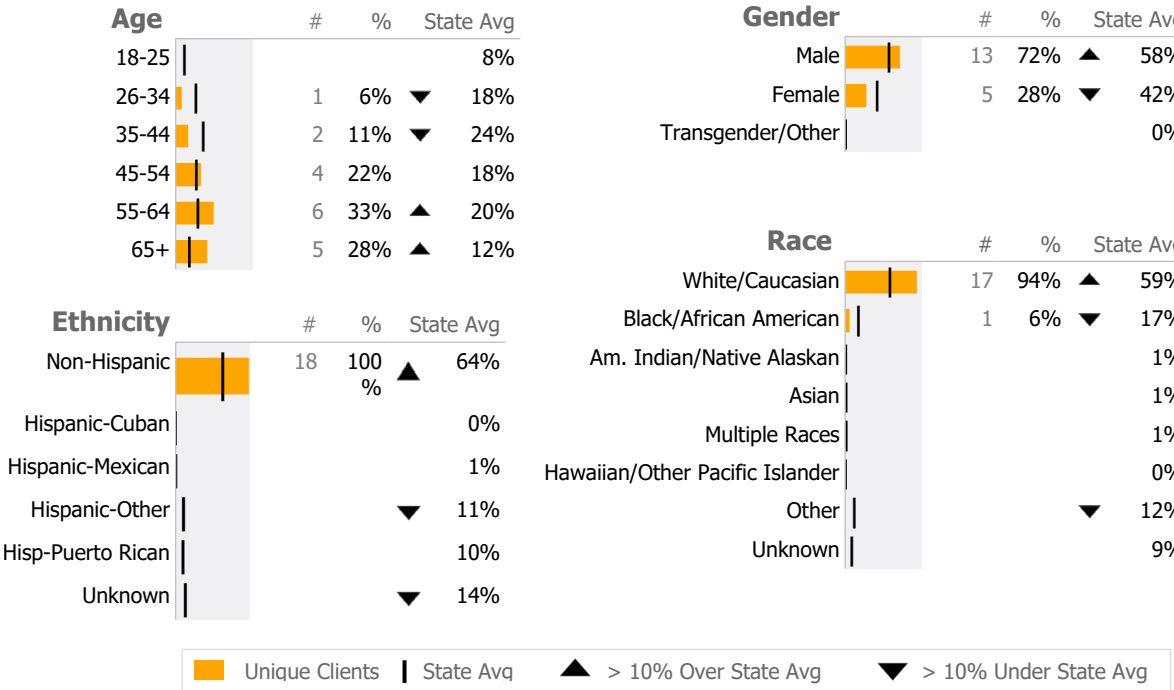 Age # % State Avg
18-25 8%
26-34 1 6% ▼ 18%
35-44 2 11% ▼ 24%
45-54 4 22% 18%
55-64 6 33% ▲ 20%
65+ 5 28% ▲ 12%
Ethnicity # % State Avg
Non-Hispanic 18 100 ▲ 64%
%
Hispanic-Cuban 0%
Hispanic-Mexican 1%
Hispanic-Other ▼ 11%
Hisp-Puerto Rican 10%
Unknown ▼ 14%
Gender # % State Avg
Male 13 72% ▲ 58%
Female 5 28% ▼ 42%
Transgender/Other 0%
Race # % State Avg
White/Caucasian 17 94% ▲ 59%
Black/African American 1 6% ▼ 17%
Am. Indian/Native Alaskan 1%
Asian 1%
Multiple Races 1%
Hawaiian/Other Pacific Islander 0%
Other ▼ 12%
Unknown 9%
Unique Clients State Avg ▲ > 10% Over State Avg ▼ > 10% Under State Avg